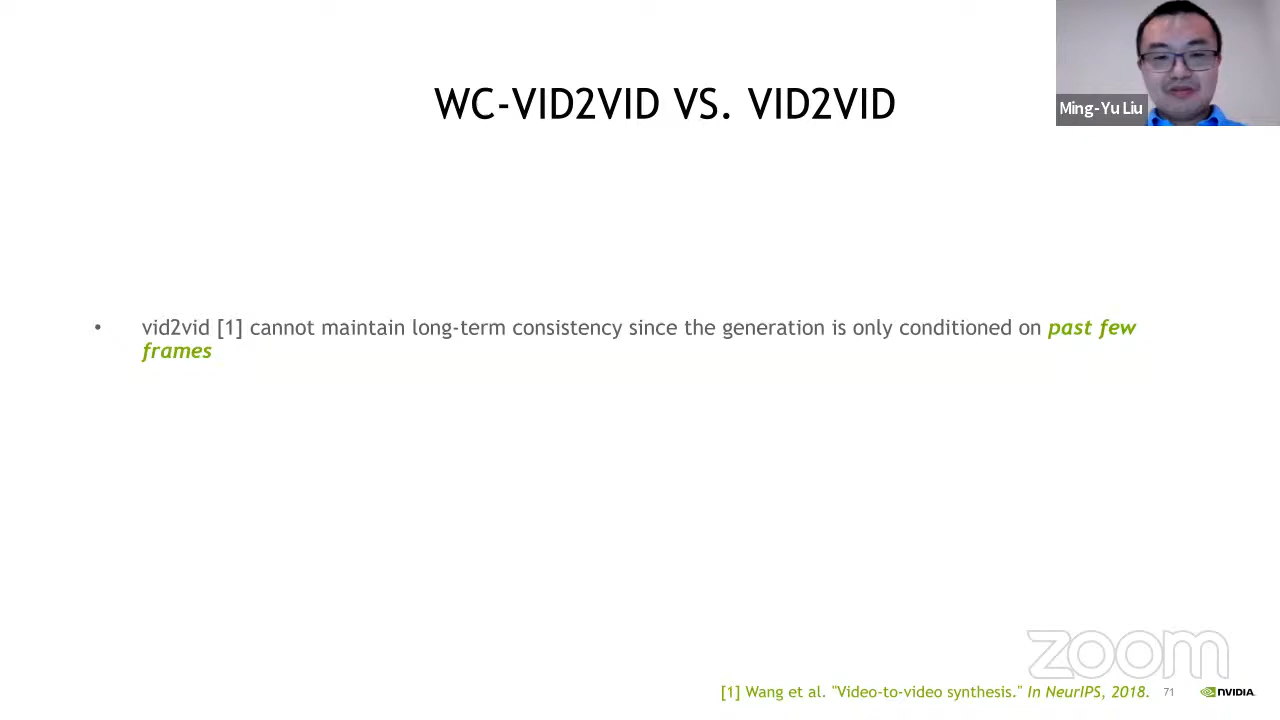 WC-VID2VID VS. VID2VID
Ming-Yu Liu
• vid2vid [1] cannot maintain long-term consistency since the generation is only conditioned on past few
frames
zoom
[1] Wang et al. "Video-to-video synthesis." In NeurIPS, 2018.
71
NVIDIA.